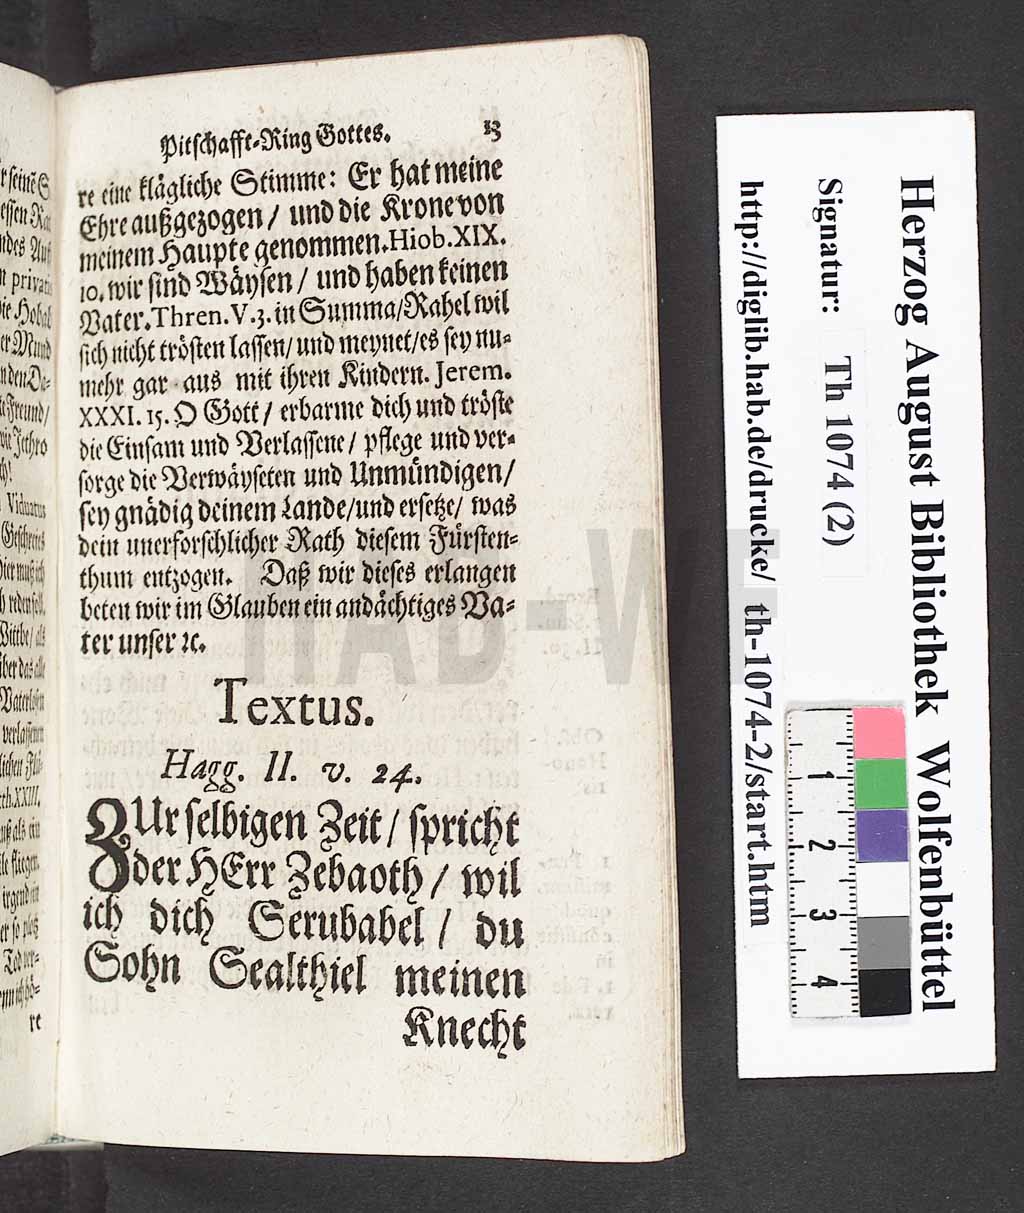 Pitschafft-Ring Gottes. 13
re eine klägliche Stimme: Er hat meine
Ehre außgezogen / und die Krone von
meinem Haupte genommen. Hiob. XIX.
10. wir sind Wäysen / und haben keinen
Vater. Thren. V. 3. in Summa/Rahel wil
sich nicht trösten lassen/ und meynet/es sey nu-
mehr gar aus mit ihren Kindern. Jerem.
XXXI. 15. O Gott / erbarme dich und tröste
die Einsam und Verlassene / pflege und ver-
sorge die Verwäyseten und Unmündigen/
sey gnädig deinem Lande/und ersetze/ was
dein unerforschlicher Rath diesem Fürsten-
thum entzogen. Daß wir dieses erlangen
beten wir im Glauben ein andächtiges Va-
ter unser ꝛc.
Textus.
Hagg. II. v. 24.
ZUr selbigen Zeit / spricht
der HErr Zebaoth / wil
ich dich Serubabel / du
Sohn Sealthiel meinen
Knecht
HAB-WF
Herzog August Bibliothek Wolfenbüttel
Signatur: Th 1074 (2)
http://diglib.hab.de/drucke/ th-1074-2/start.htm
1
2
3
4